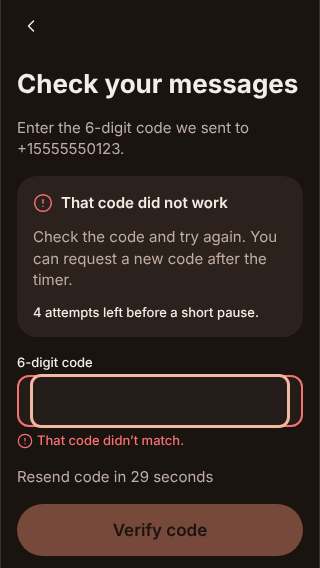 Check your messages
Enter the 6-digit code we sent to
+15555550123.
That code did not work
Check the code and try again. You
can request a new code after the
timer.
4 attempts left before a short pause.
6-digit code
That code didn’t match.
Resend code in 29 seconds
Verify code